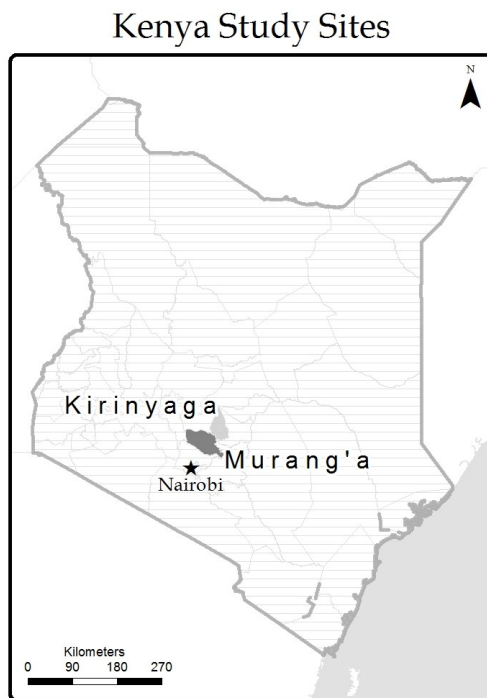 Kenya Study Sites
N
Kirinyaga
Murang'a
Nairobi
Kilometers
0 90 180 270